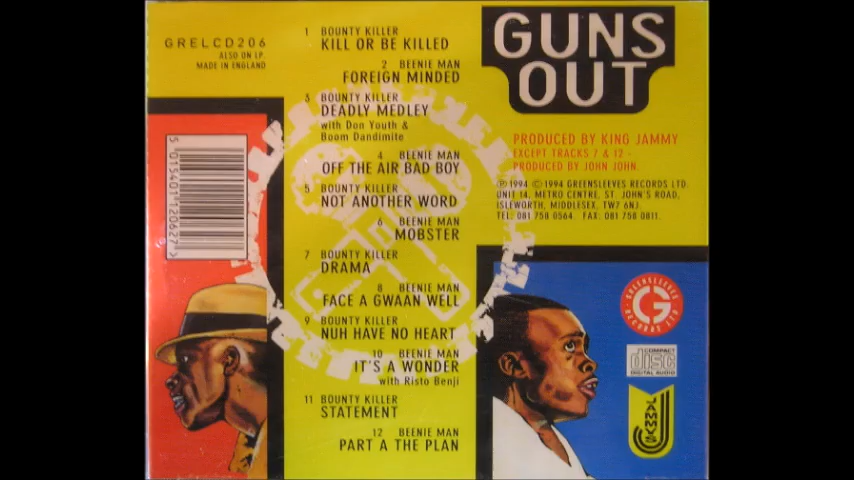 GRELCD206
ALSO ON LP
MADE IN ENGLAND
5 015401 120627 >
1 BOUNTY KILLER
KILL OR BE KILLED
2 BEENIE MAN
FOREIGN MINDED
3 BOUNTY KILLER
DEADLY MEDLEY
with Don Youth &
Boom Dandimite
4 BEENIE MAN
OFF THE AIR BAD BOY
5 BOUNTY KILLER
NOT ANOTHER WORD
6 BEENIE MAN
MOBSTER
7 BOUNTY KILLER
DRAMA
8 BEENIE MAN
FACE A GWAAN WELL
9 BOUNTY KILLER
NUH HAVE NO HEART
10 BEENIE MAN
IT'S A WONDER
with Risto Benji
11 BOUNTY KILLER
STATEMENT
12 BEENIE MAN
PART A THE PLAN
GUNS
OUT
PRODUCED BY KING JAMMY
EXCEPT TRACKS 7 & 12 -
PRODUCED BY JOHN JOHN.
℗ 1994 © 1994 GREENSLEEVES RECORDS LTD.
UNIT 14, METRO CENTRE, ST. JOHN'S ROAD,
ISLEWORTH, MIDDLESEX, TW7 6NJ.
TEL: 081 758 0564. FAX: 081 758 0811.
GREENSLEEVES
RECORDS LTD
G
COMPACT
disc
DIGITAL AUDIO
JAMMYS